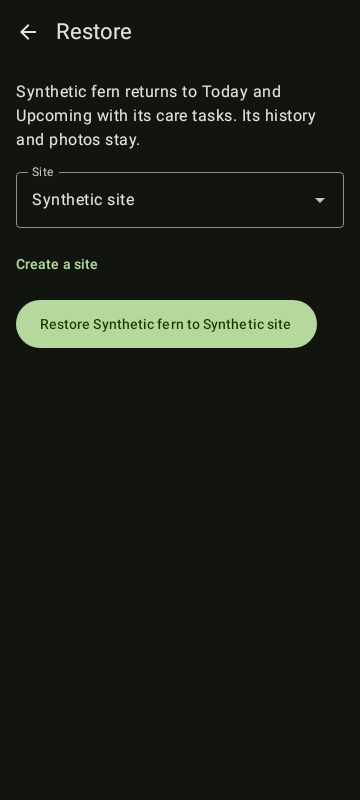 Restore
Synthetic fern returns to Today and
Upcoming with its care tasks. Its history
and photos stay.
Site
Synthetic site
Create a site
Restore Synthetic fern to Synthetic site